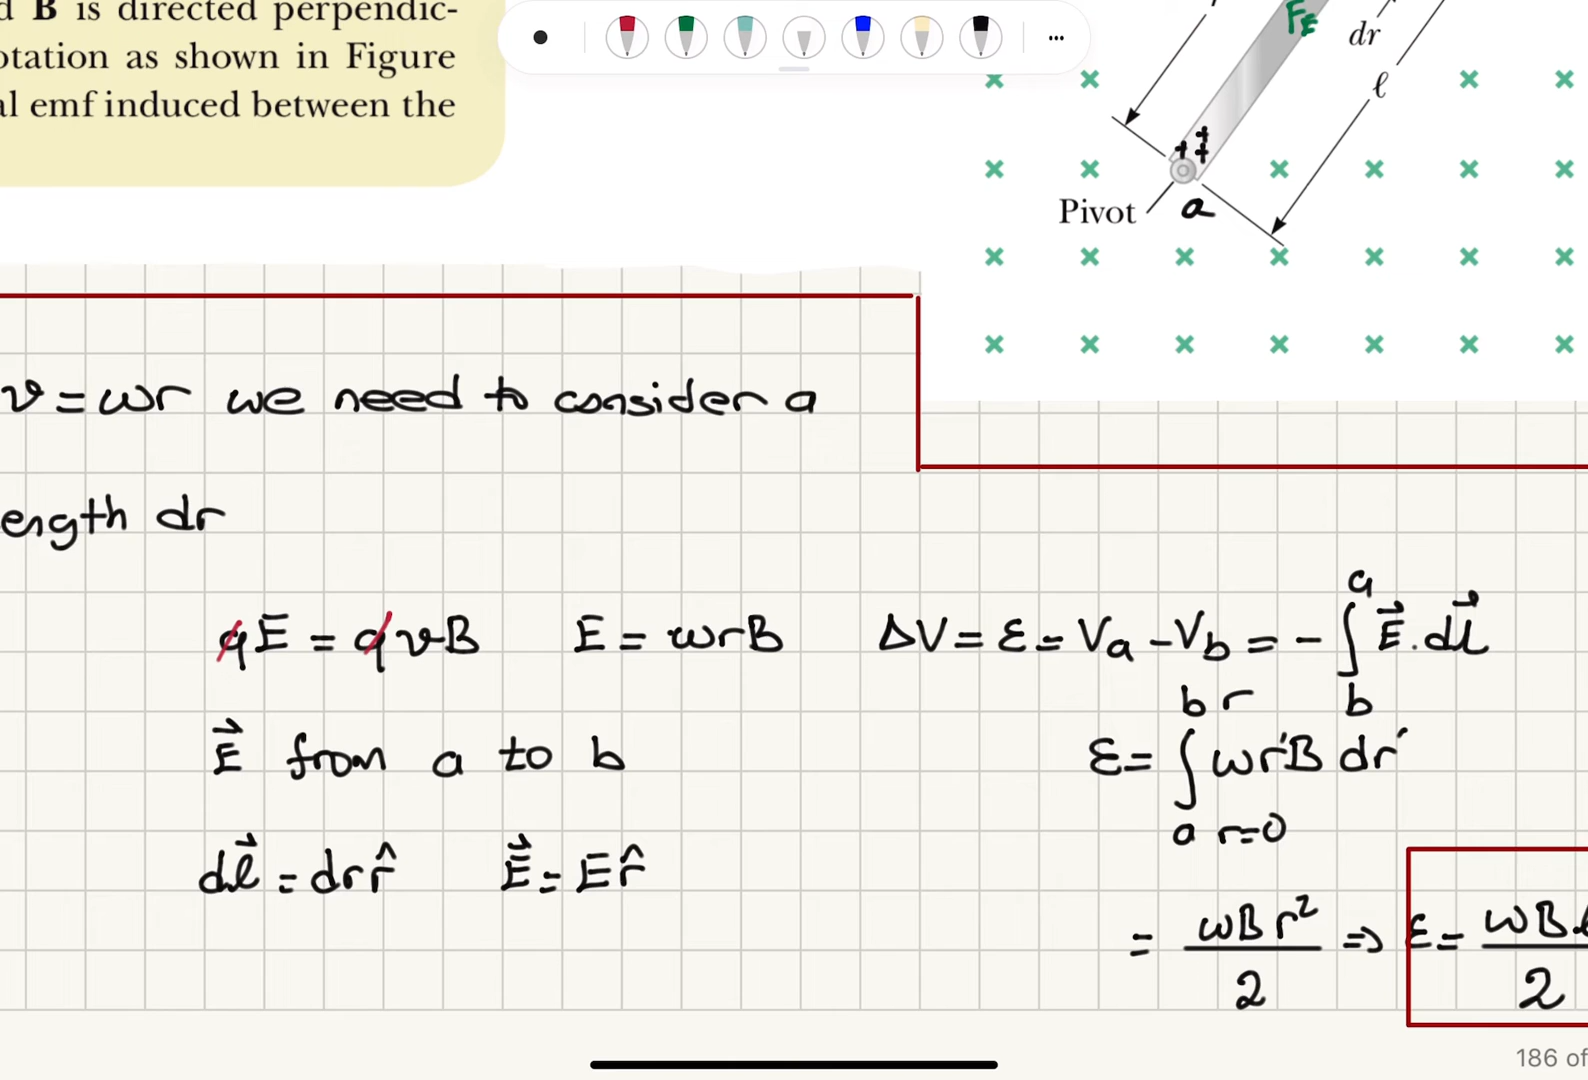 B is directed perpendic-
otation as shown in Figure
al emf induced between the
F_E
dr
ℓ
Pivot
a
v = ωr we need to consider a
ength dr
qE = qvB E = ωrB ΔV = ε = Va - Vb = - ∫_b^a E⃗ . dl⃗
E⃗ from a to b
ε = ∫_{a r=0}^{b r} ωr'B dr'
dℓ⃗ = dr r̂ E⃗ = E r̂
= ωBr²/2 ⇒ ε = ωB
2
186 of